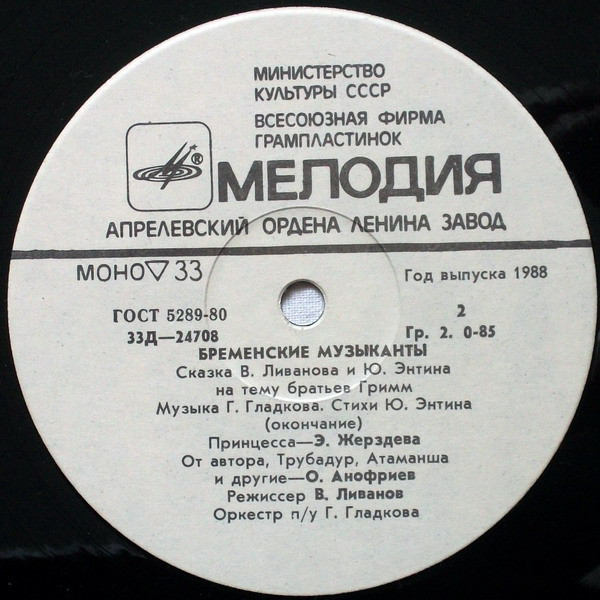 МИНИСТЕРСТВО
КУЛЬТУРЫ СССР
ВСЕСОЮЗНАЯ ФИРМА
ГРАМПЛАСТИНОК
® МЕЛОДИЯ
АПРЕЛЕВСКИЙ ОРДЕНА ЛЕНИНА ЗАВОД
МОНО▽33
Год выпуска 1988
ГОСТ 5289-80
2
33Д—24708
Гр. 2. 0-85
БРЕМЕНСКИЕ МУЗЫКАНТЫ
Сказка В. Ливанова и Ю. Энтина
на тему братьев Гримм
Музыка Г. Гладкова. Стихи Ю. Энтина
(окончание)
Принцесса—Э. Жерздева
От автора, Трубадур, Атаманша
и другие—О. Анофриев
Режиссер В. Ливанов
Оркестр п/у Г. Гладкова